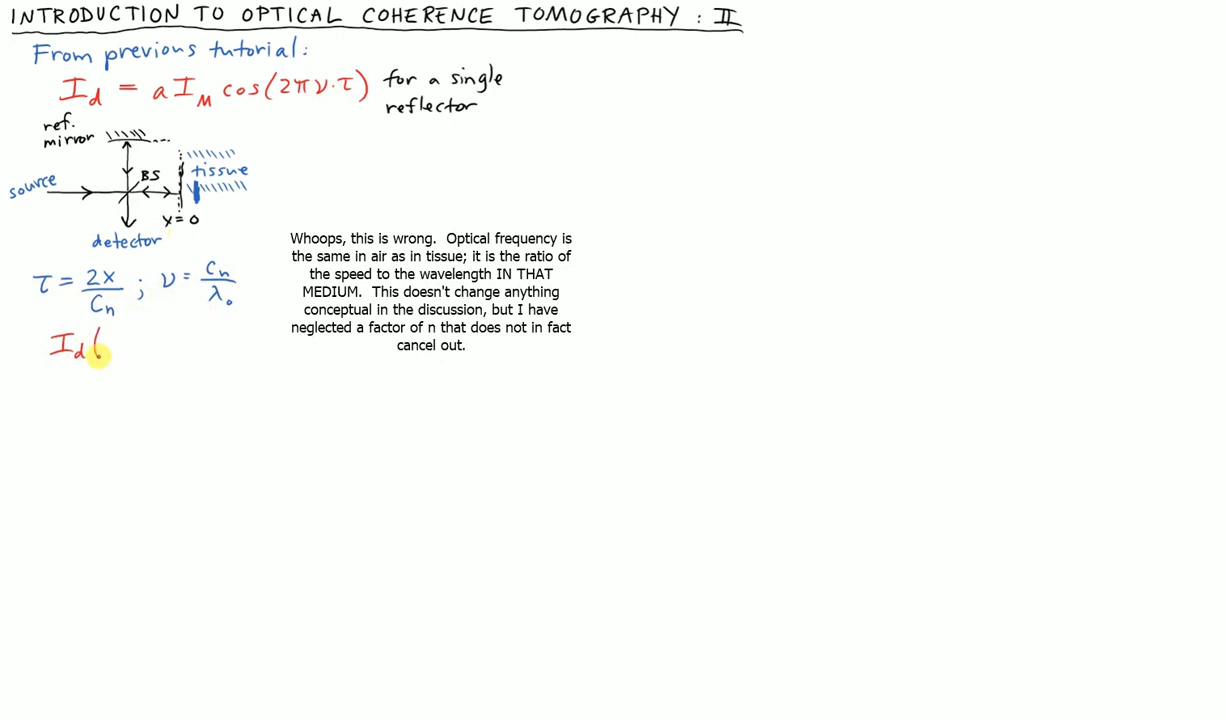 INTRODUCTION TO OPTICAL COHERENCE TOMOGRAPHY : II
From previous tutorial:
I_d = a I_M cos(2πν·τ) for a single
reflector
ref.
mirror
BS
tissue
source
x = 0
detector
τ = 2x/C_n ; ν = C_n/λ_0
I_d(
Whoops, this is wrong. Optical frequency is
the same in air as in tissue; it is the ratio of
the speed to the wavelength IN THAT
MEDIUM. This doesn't change anything
conceptual in the discussion, but I have
neglected a factor of n that does not in fact
cancel out.